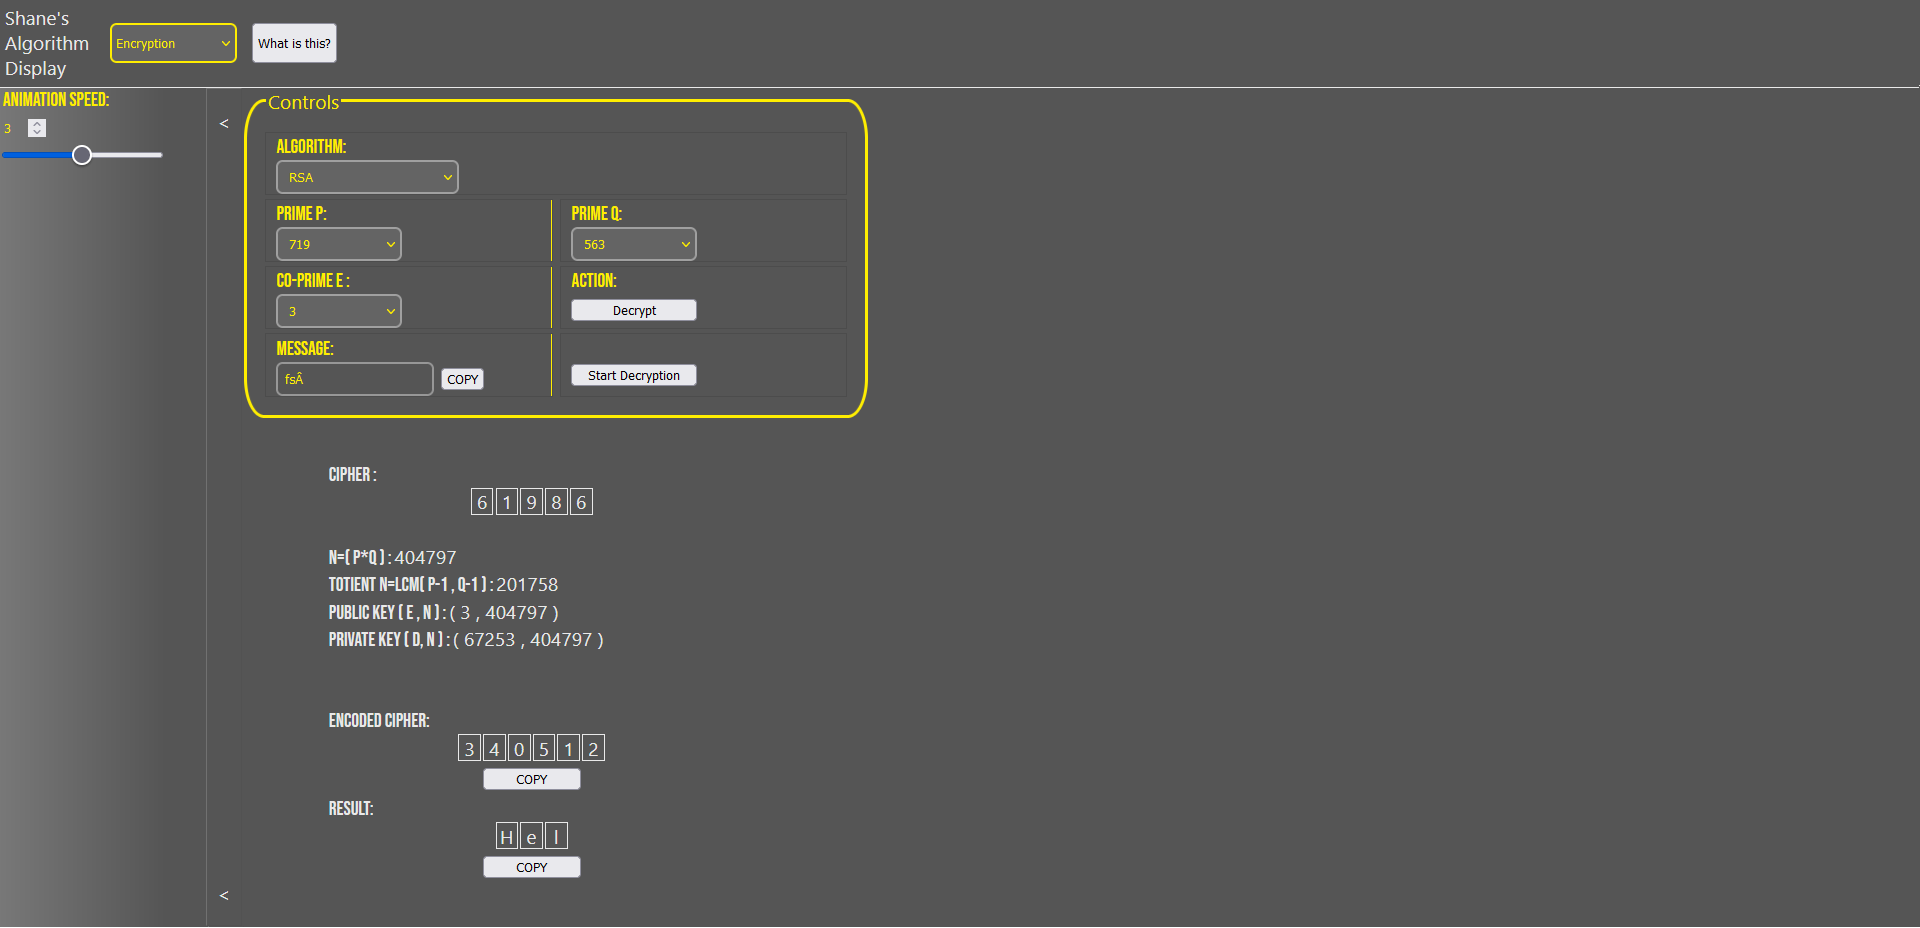 Shane's
Algorithm
Display
Encryption
What is this?
ANIMATION SPEED:
3
<
Controls
ALGORITHM:
RSA
PRIME P:
PRIME Q:
719
563
CO-PRIME E :
ACTION:
3
Decrypt
MESSAGE:
fsÂ
COPY
Start Decryption
CIPHER :
6 1 9 8 6
N=( P*Q ) : 404797
TOTIENT N=LCM( P-1 , Q-1 ) : 201758
PUBLIC KEY ( E , N ) : ( 3 , 404797 )
PRIVATE KEY ( D, N ) : ( 67253 , 404797 )
ENCODED CIPHER:
3 4 0 5 1 2
COPY
RESULT:
H e l
COPY
<